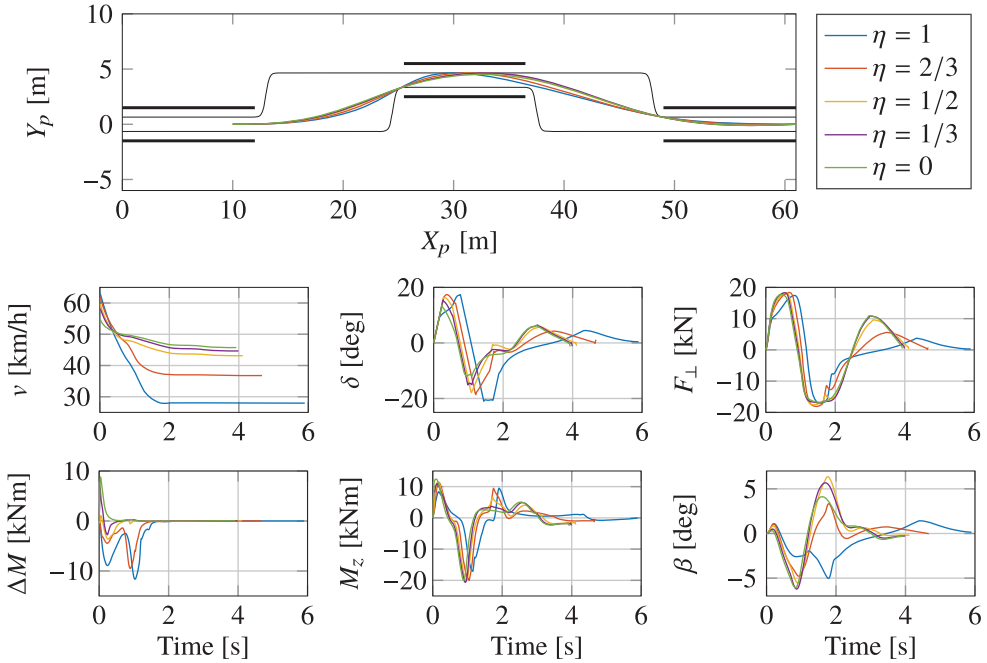 10
5
0
−5
Y_p [m]
0 10 20 30 40 50 60
X_p [m]
η = 1
η = 2/3
η = 1/2
η = 1/3
η = 0
60
50
40
30
v [km/h]
0 2 4 6
20
0
−20
δ [deg]
0 2 4 6
20
10
0
−10
−20
F_⊥ [kN]
0 2 4 6
10
0
−10
ΔM [kNm]
0 2 4 6
Time [s]
10
0
−10
−20
M_z [kNm]
0 2 4 6
Time [s]
5
0
−5
β [deg]
0 2 4 6
Time [s]